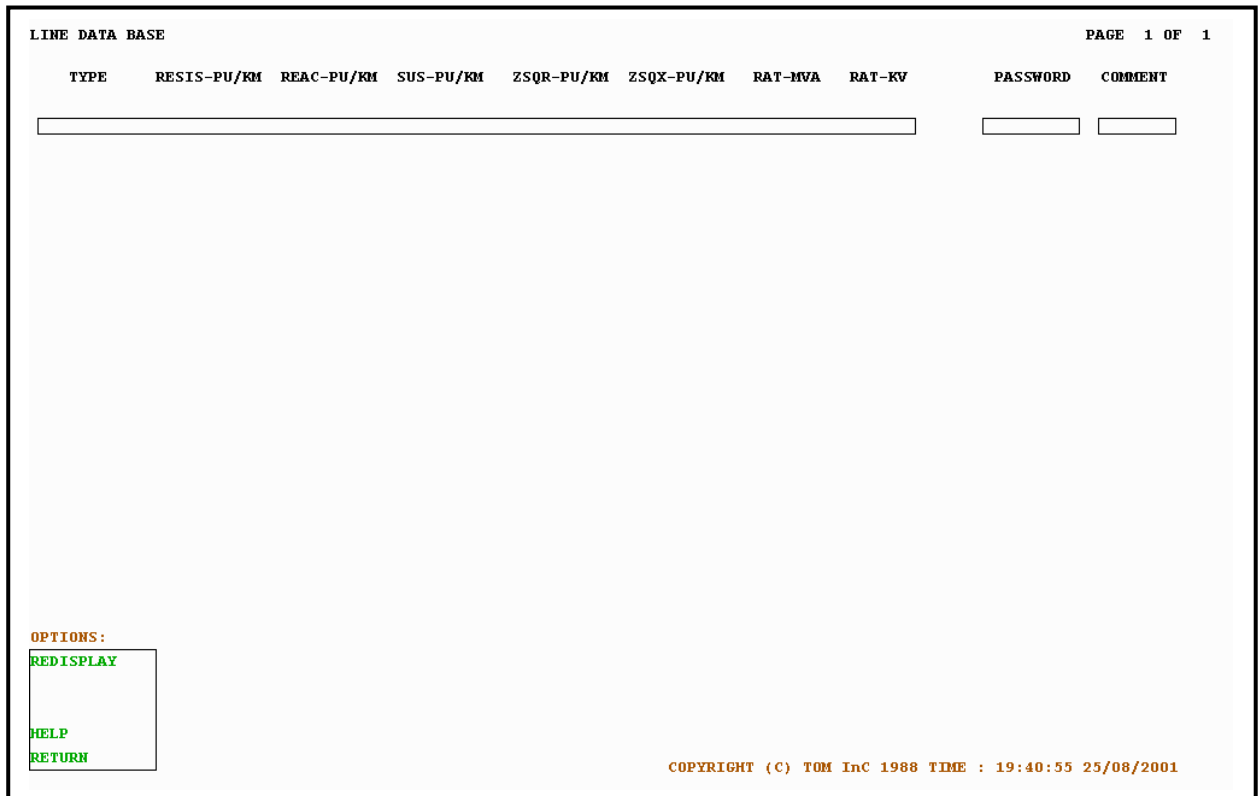 LINE DATA BASE PAGE 1 OF 1
TYPE RESIS-PU/KM REAC-PU/KM SUS-PU/KM ZSQR-PU/KM ZSQX-PU/KM RAT-MVA RAT-KV PASSWORD COMMENT
OPTIONS:
REDISPLAY
HELP
RETURN
COPYRIGHT (C) TOM InC 1988 TIME : 19:40:55 25/08/2001